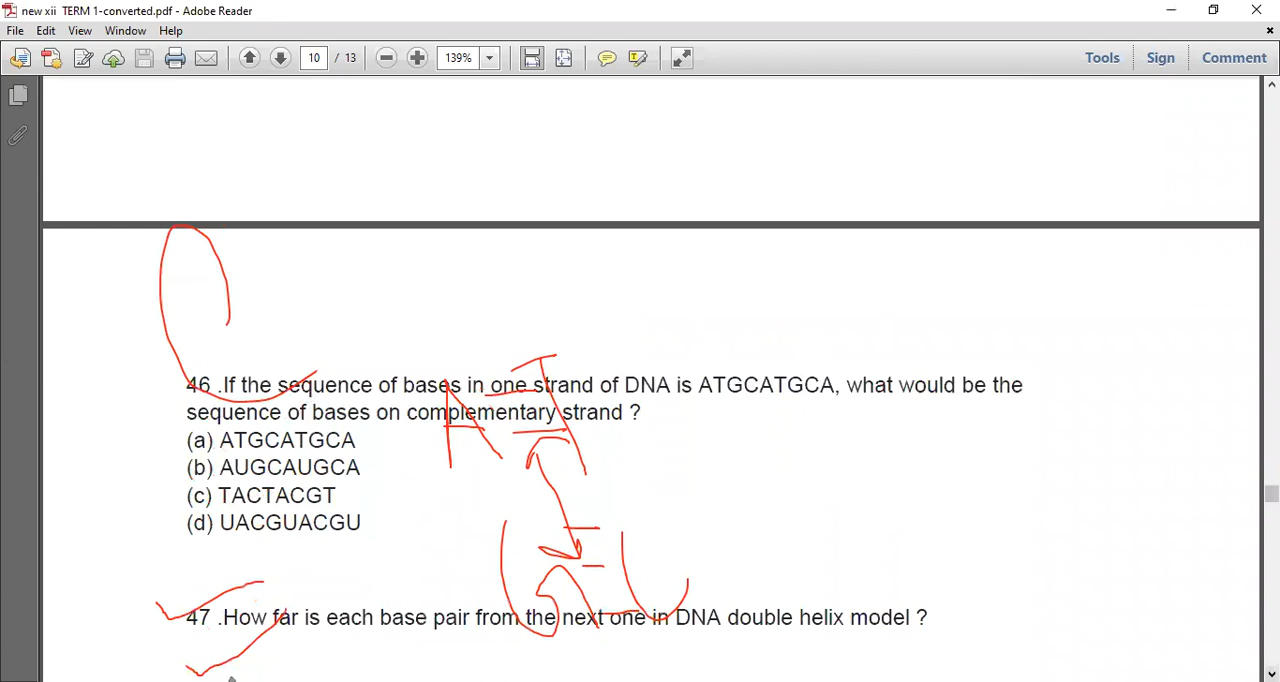 new xii TERM 1-converted.pdf - Adobe Reader
File Edit View Window Help
10 / 13 139% Tools Sign Comment
46 .If the sequence of bases in one strand of DNA is ATGCATGCA, what would be the
sequence of bases on complementary strand ?
(a) ATGCATGCA
(b) AUGCAUGCA
(c) TACTACGT
(d) UACGUACGU
A T
G C
47 .How far is each base pair from the next one in DNA double helix model ?